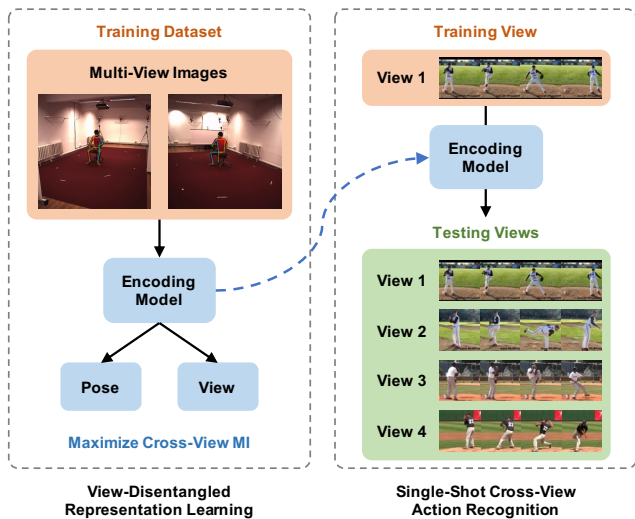 Training Dataset
Multi-View Images
Encoding
Model
Pose
View
Maximize Cross-View MI
View-Disentangled
Representation Learning
Training View
View 1
Encoding
Model
Testing Views
View 1
View 2
View 3
View 4
Single-Shot Cross-View
Action Recognition